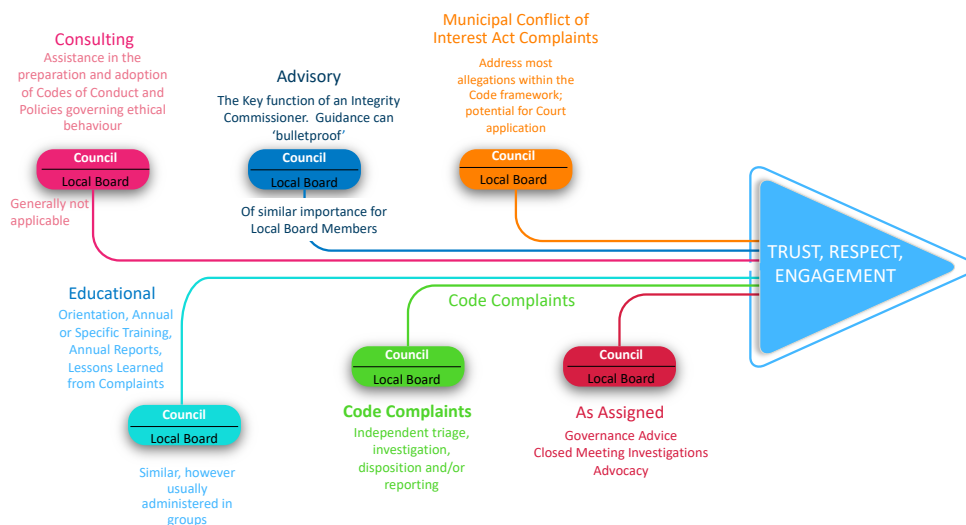 Consulting
Assistance in the
preparation and adoption
of Codes of Conduct and
Policies governing ethical
behaviour
Council
Local Board
Generally not
applicable
Advisory
The Key function of an Integrity
Commissioner.  Guidance can
‘bulletproof’
Council
Local Board
Of similar importance for
Local Board Members
Municipal Conflict of
Interest Act Complaints
Address most
allegations within the
Code framework;
potential for Court
application
Council
Local Board
TRUST, RESPECT,
ENGAGEMENT
Educational
Orientation, Annual
or Specific Training,
Annual Reports,
Lessons Learned
from Complaints
Council
Local Board
Similar, however
usually
administered in
groups
Code Complaints
Council
Local Board
Code Complaints
Independent triage,
investigation,
disposition and/or
reporting
Council
Local Board
As Assigned
Governance Advice
Closed Meeting Investigations
Advocacy